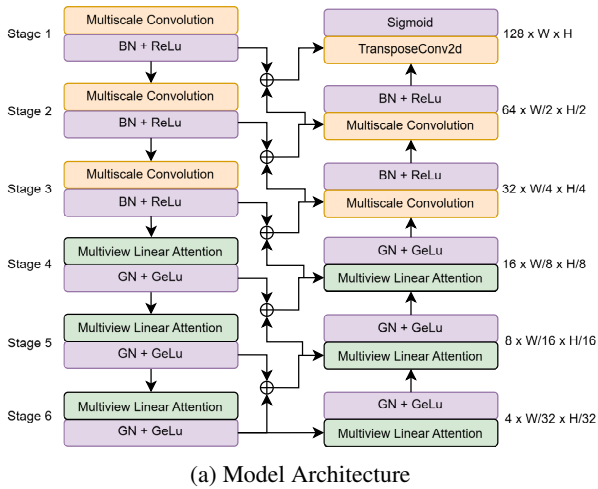 Stage 1
Multiscale Convolution
BN + ReLu
Sigmoid
TransposeConv2d
128 x W x H
Stage 2
Multiscale Convolution
BN + ReLu
BN + ReLu
Multiscale Convolution
64 x W/2 x H/2
Stage 3
Multiscale Convolution
BN + ReLu
BN + ReLu
Multiscale Convolution
32 x W/4 x H/4
Stage 4
Multiview Linear Attention
GN + GeLu
GN + GeLu
Multiview Linear Attention
16 x W/8 x H/8
Stage 5
Multiview Linear Attention
GN + GeLu
GN + GeLu
Multiview Linear Attention
8 x W/16 x H/16
Stage 6
Multiview Linear Attention
GN + GeLu
GN + GeLu
Multiview Linear Attention
4 x W/32 x H/32
(a) Model Architecture